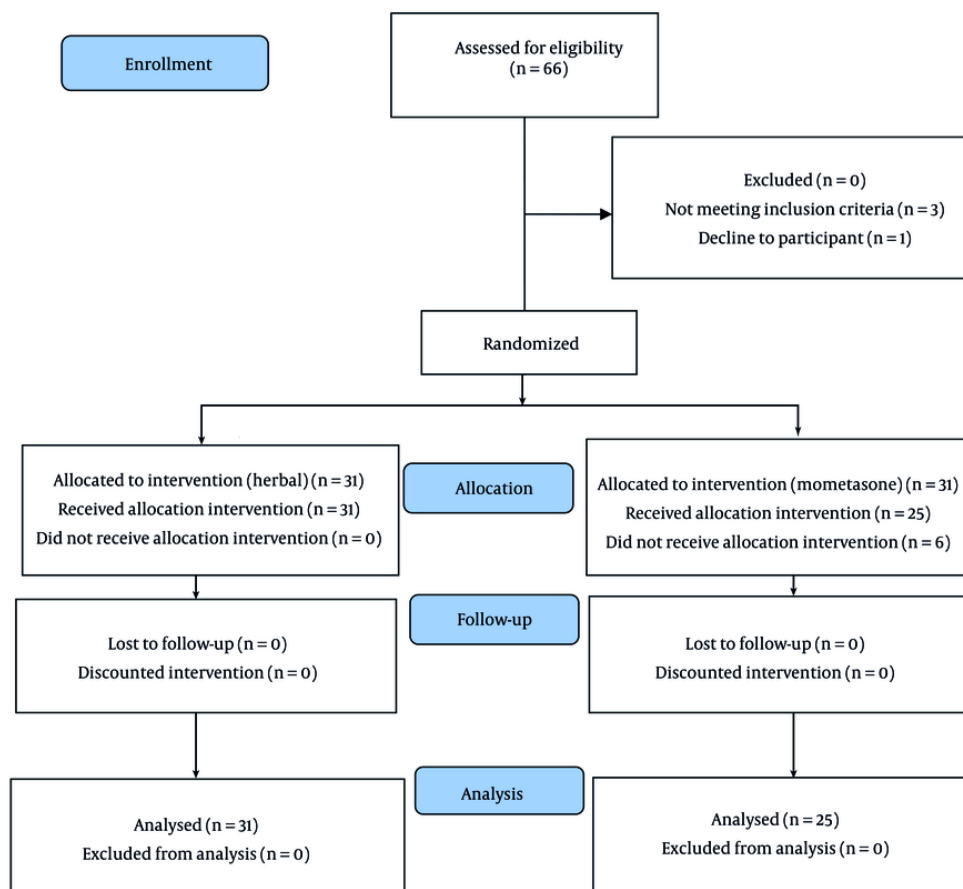 Enrollment
Assessed for eligibility
(n = 66)
Excluded (n = 0)
Not meeting inclusion criteria (n = 3)
Decline to participant (n = 1)
Randomized
Allocated to intervention (herbal) (n = 31)
Received allocation intervention (n = 31)
Did not receive allocation intervention (n = 0)
Allocation
Allocated to intervention (mometasone) (n = 31)
Received allocation intervention (n = 25)
Did not receive allocation intervention (n = 6)
Lost to follow-up (n = 0)
Discounted intervention (n = 0)
Follow-up
Lost to follow-up (n = 0)
Discounted intervention (n = 0)
Analysed (n = 31)
Excluded from analysis (n = 0)
Analysis
Analysed (n = 25)
Excluded from analysis (n = 0)